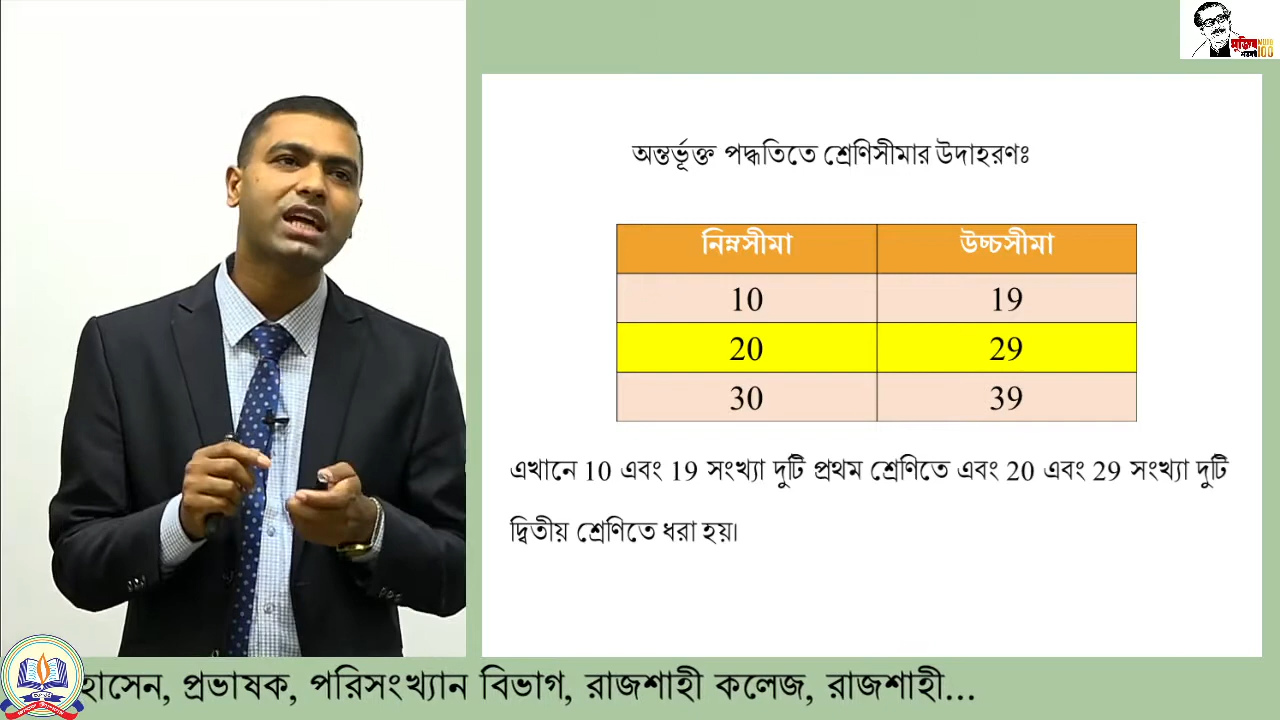 অন্তর্ভূক্ত পদ্ধতিতে শ্রেণিসীমার উদাহরণঃ
নিম্নসীমা উচ্চসীমা
10 19
20 29
30 39
এখানে 10 এবং 19 সংখ্যা দুটি প্রথম শ্রেণিতে এবং 20 এবং 29 সংখ্যা দুটি
দ্বিতীয় শ্রেণিতে ধরা হয়।
হাসেন, প্রভাষক, পরিসংখ্যান বিভাগ, রাজশাহী কলেজ, রাজশাহী...
মুজিব
100